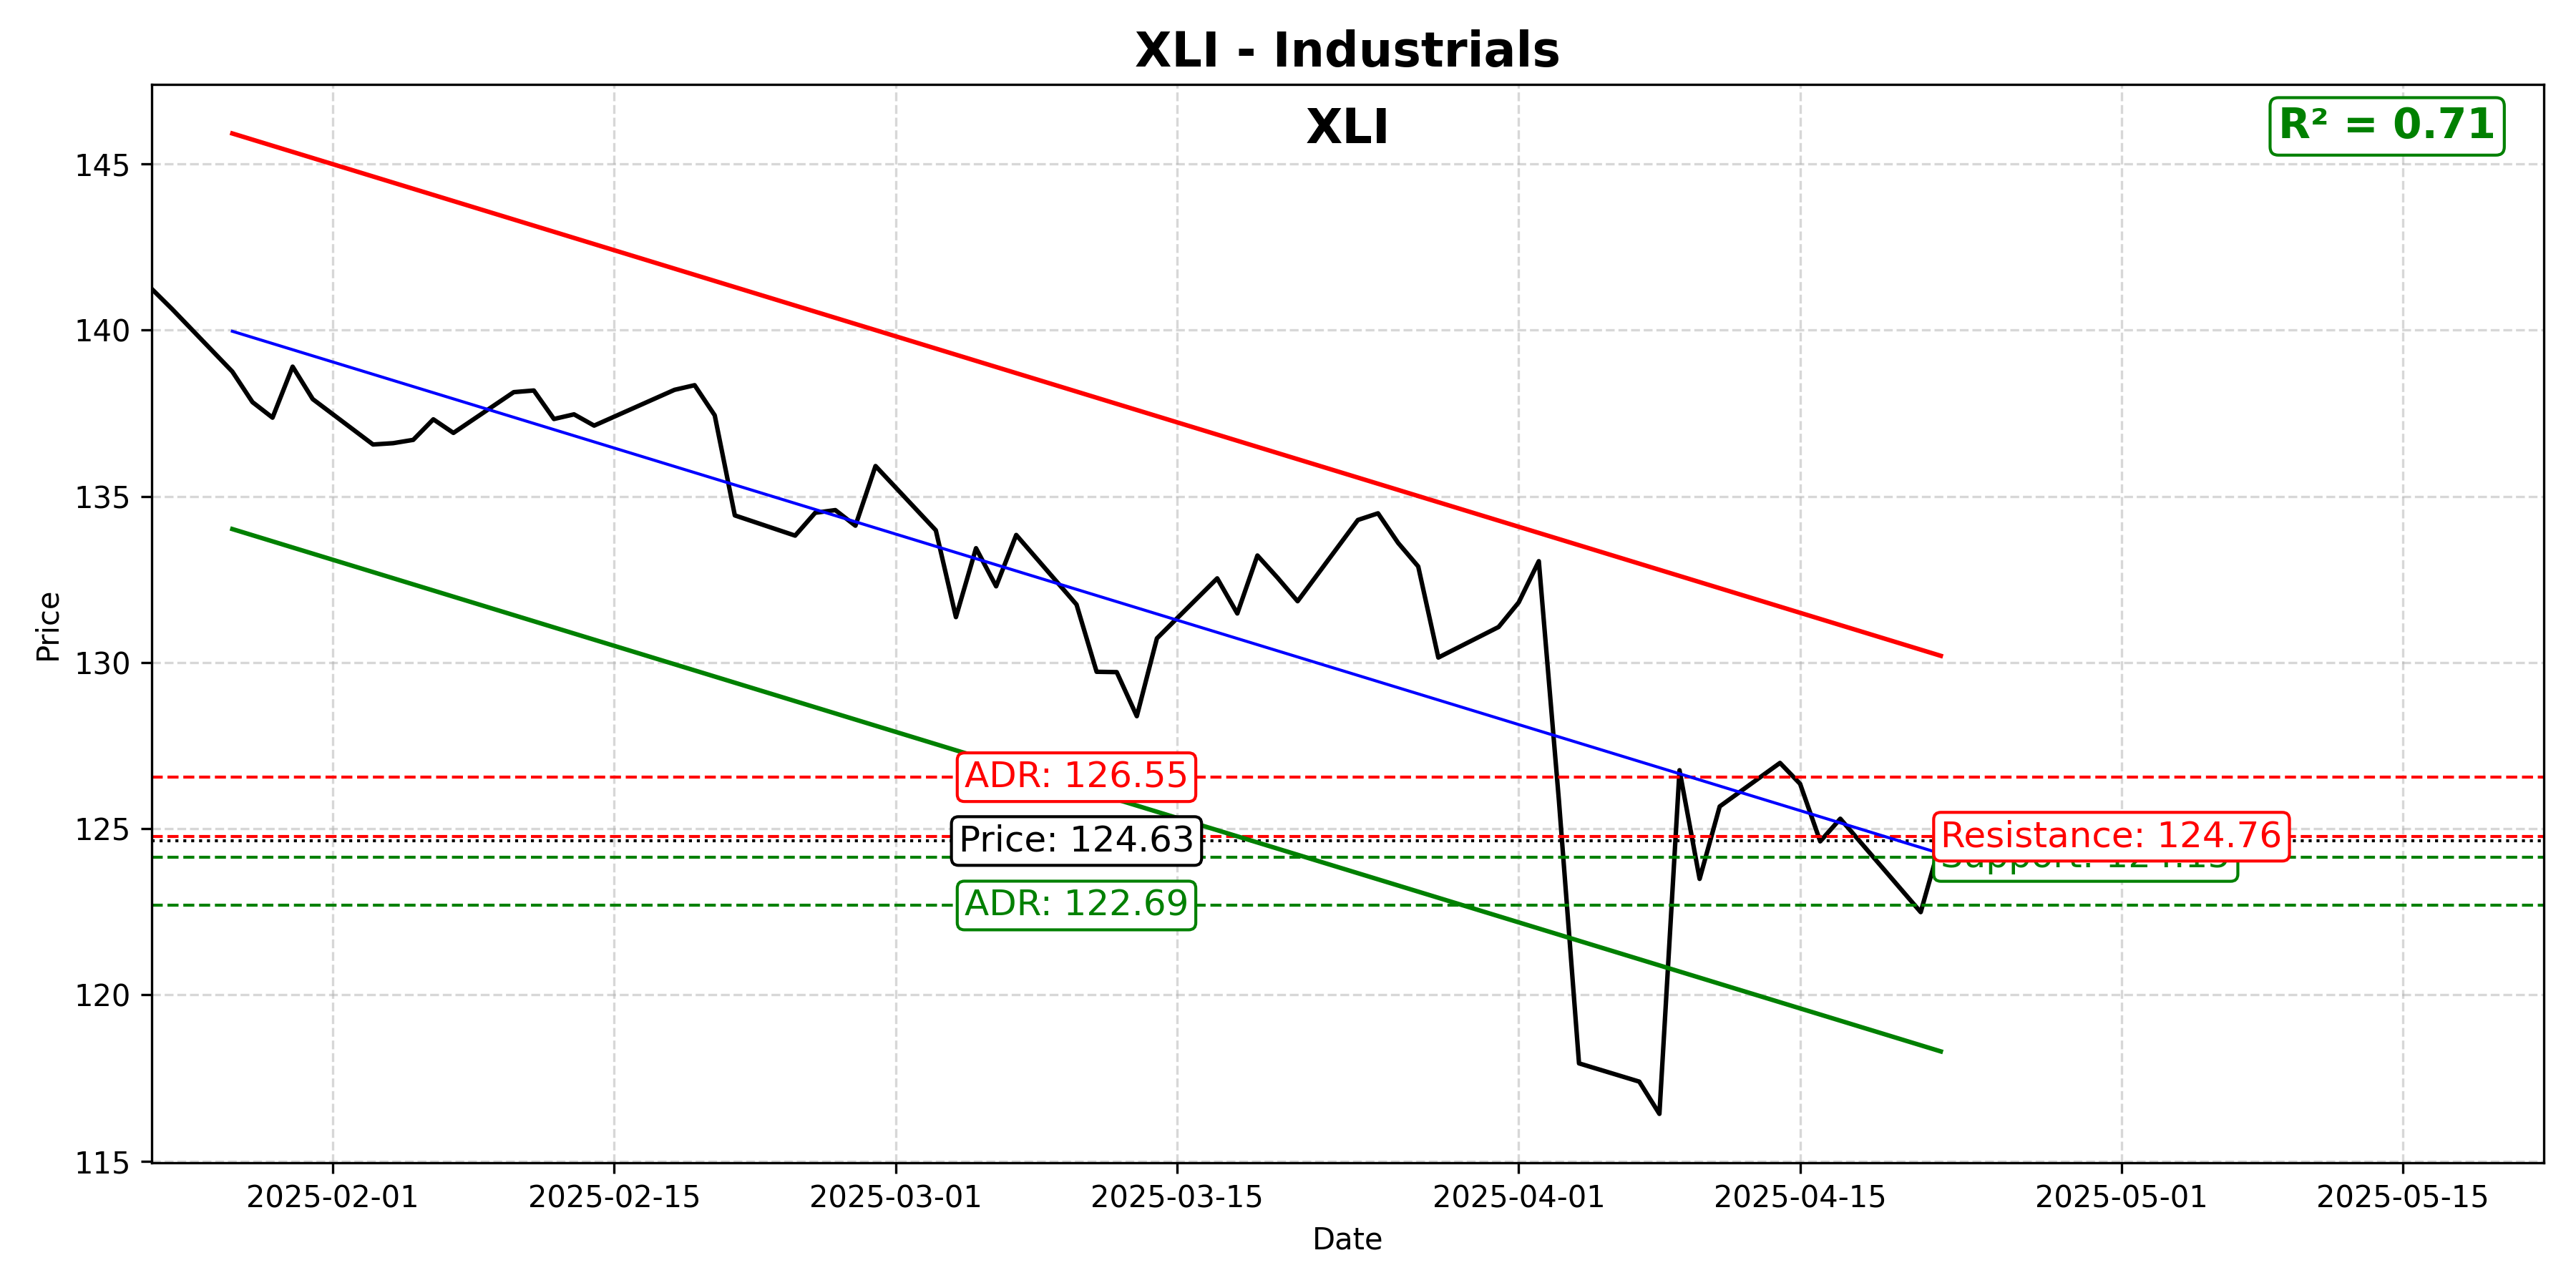 XLI - Industrials
XLI
R² = 0.71
145
140
135
130
125
120
115
Price
ADR: 126.55
Price: 124.63
ADR: 122.69
Resistance: 124.76
Support:
2025-02-01
2025-02-15
2025-03-01
2025-03-15
2025-04-01
2025-04-15
2025-05-01
2025-05-15
Date